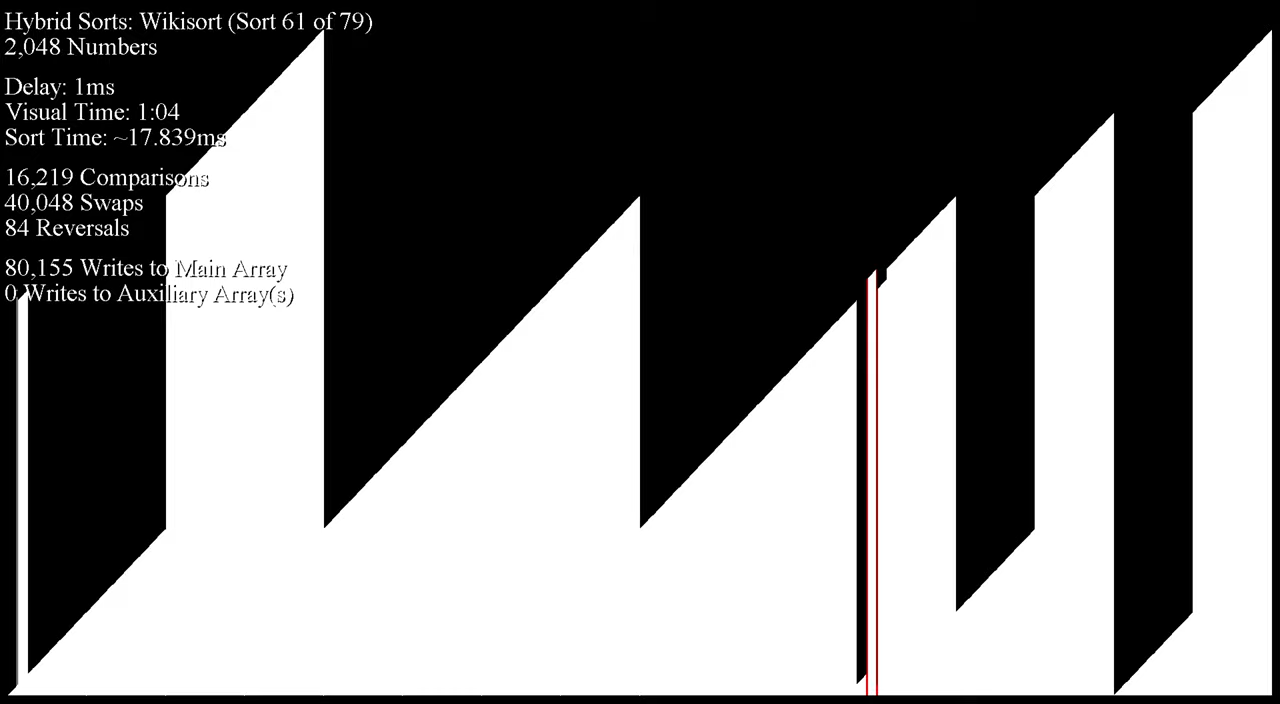 Hybrid Sorts: Wikisort (Sort 61 of 79)
2,048 Numbers
Delay: 1ms
Visual Time: 1:04
Sort Time: ~17.839ms
16,219 Comparisons
40,048 Swaps
84 Reversals
80,155 Writes to Main Array
0 Writes to Auxiliary Array(s)